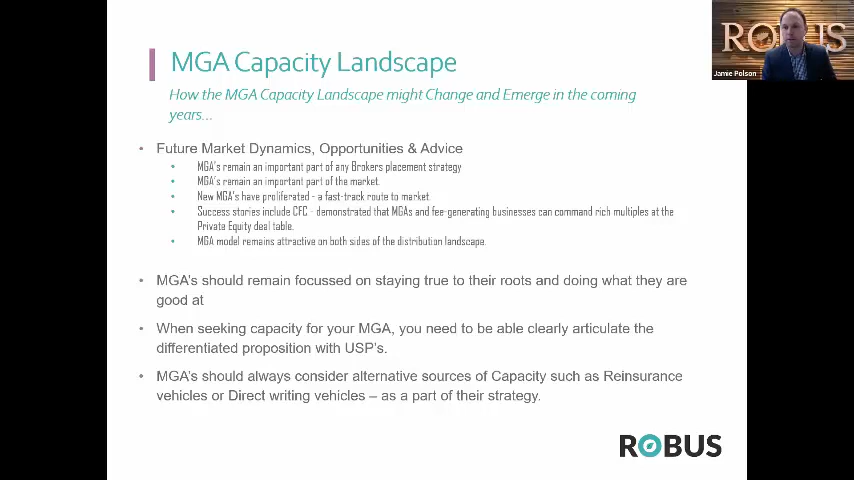 ROBUS
Jamie Polson
MGA Capacity Landscape
How the MGA Capacity Landscape might Change and Emerge in the coming
years...
• Future Market Dynamics, Opportunities & Advice
• MGA's remain an important part of any Brokers placement strategy
• MGA's remain an important part of the market.
• New MGA's have proliferated - a fast-track route to market
• Success stories include CFC - demonstrated that MGAs and fee-generating businesses can command rich multiples at the
Private Equity deal table.
• MGA model remains attractive on both sides of the distribution landscape.
• MGA's should remain focussed on staying true to their roots and doing what they are
good at
• When seeking capacity for your MGA, you need to be able clearly articulate the
differentiated proposition with USP's.
• MGA's should always consider alternative sources of Capacity such as Reinsurance
vehicles or Direct writing vehicles – as a part of their strategy.
ROBUS